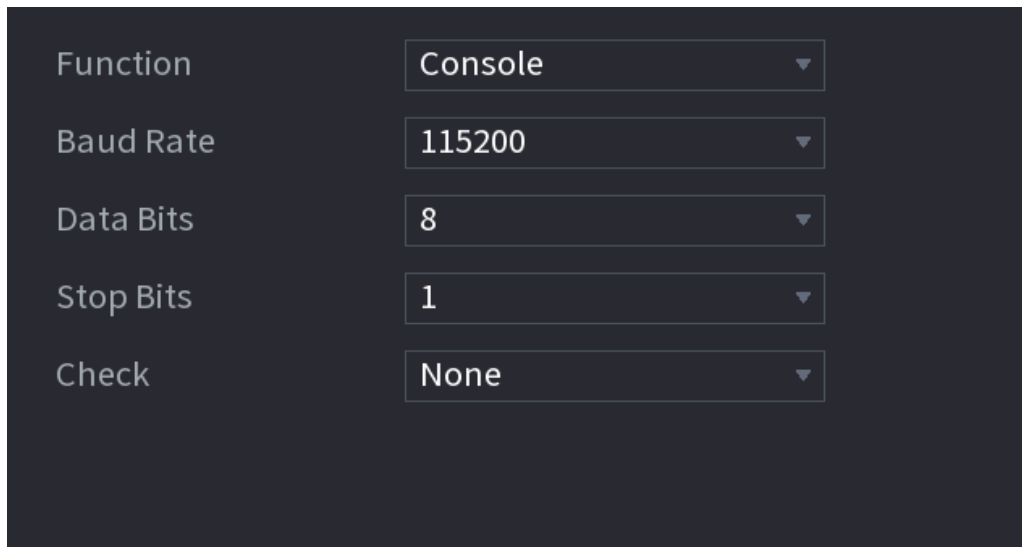 Function Console
Baud Rate 115200
Data Bits 8
Stop Bits 1
Check None